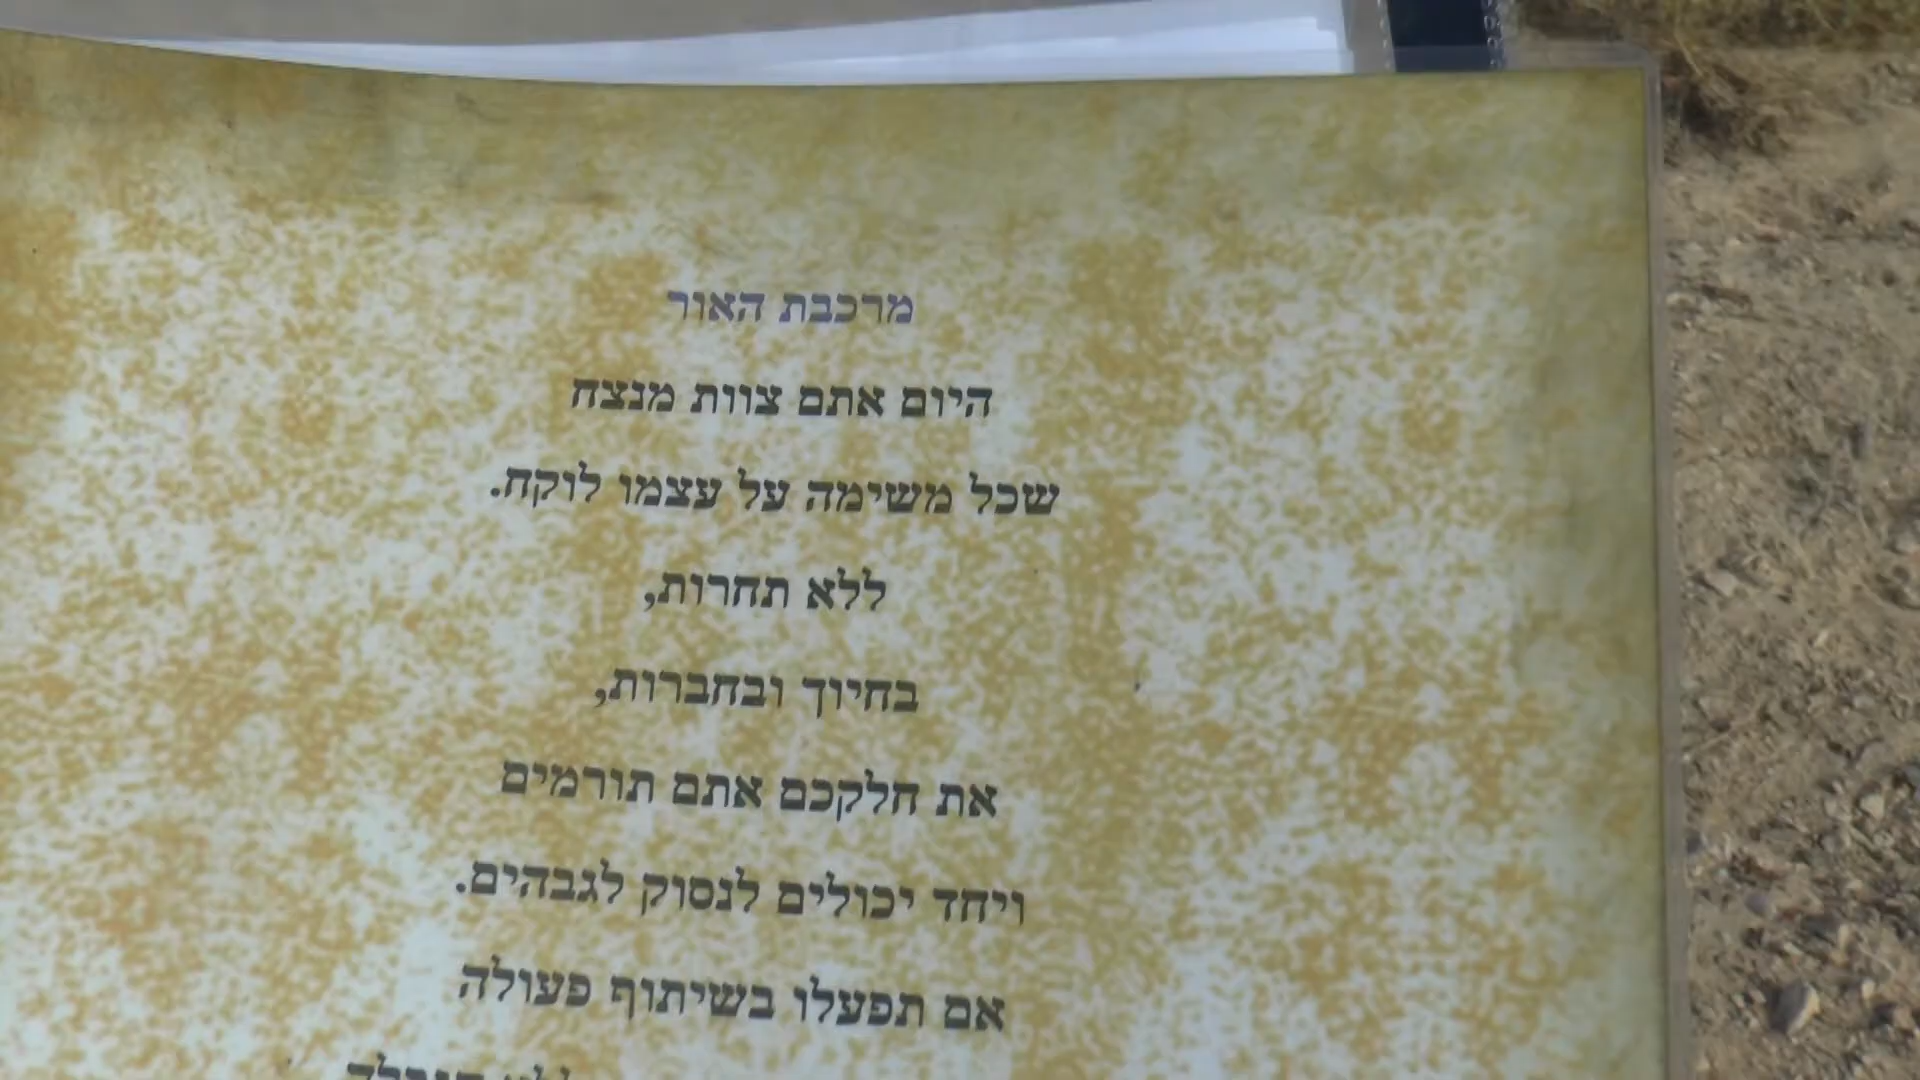 מרכבת האור
היום אתם צוות מנצח
שכל משימה על עצמו לוקח.
ללא תחרות,
בחיוך ובחברות,
את חלקכם אתם תורמים
ויחד יכולים לנסוק לגבהים.
אם תפעלו בשיתוף פעולה